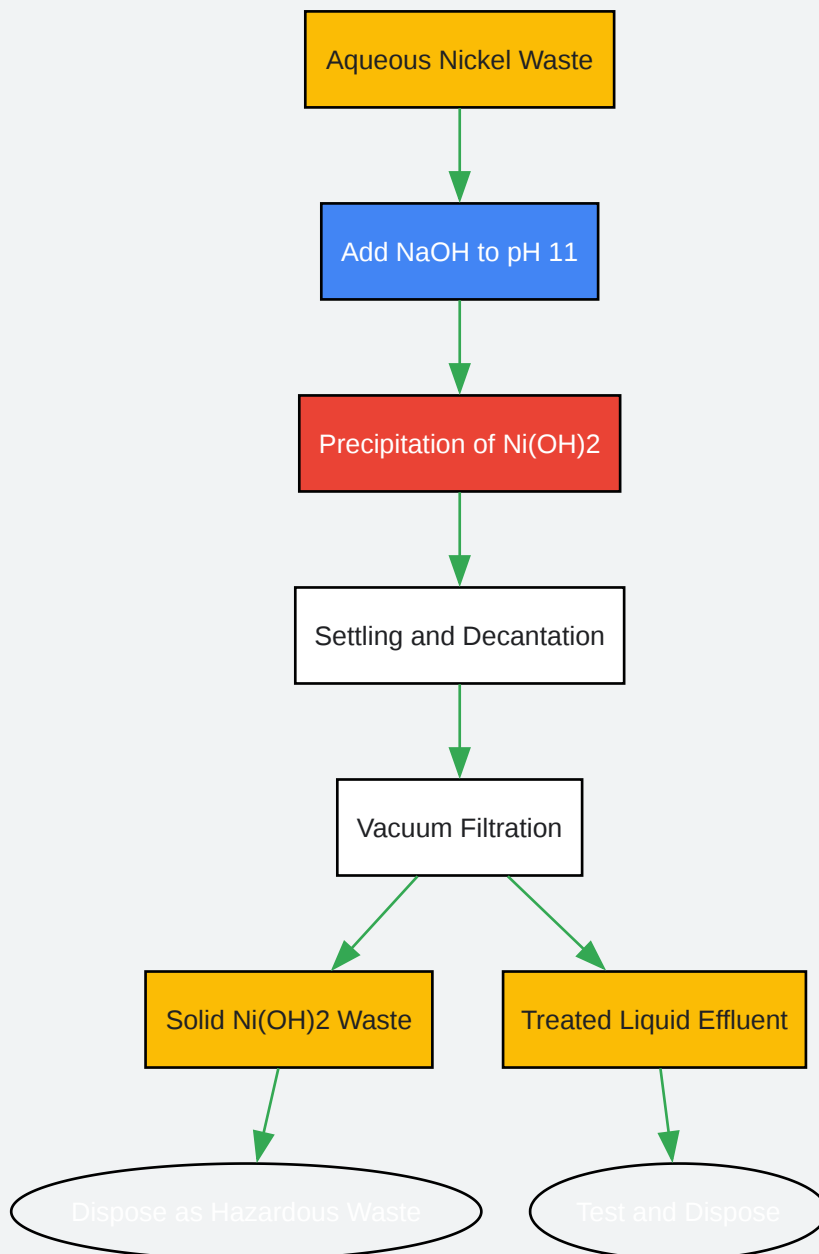 Aqueous Nickel Waste
Add NaOH to pH 11
Precipitation of Ni(OH)2
Settling and Decantation
Vacuum Filtration
Solid Ni(OH)2 Waste
Treated Liquid Effluent
Dispose as Hazardous Waste
Test and Dispose